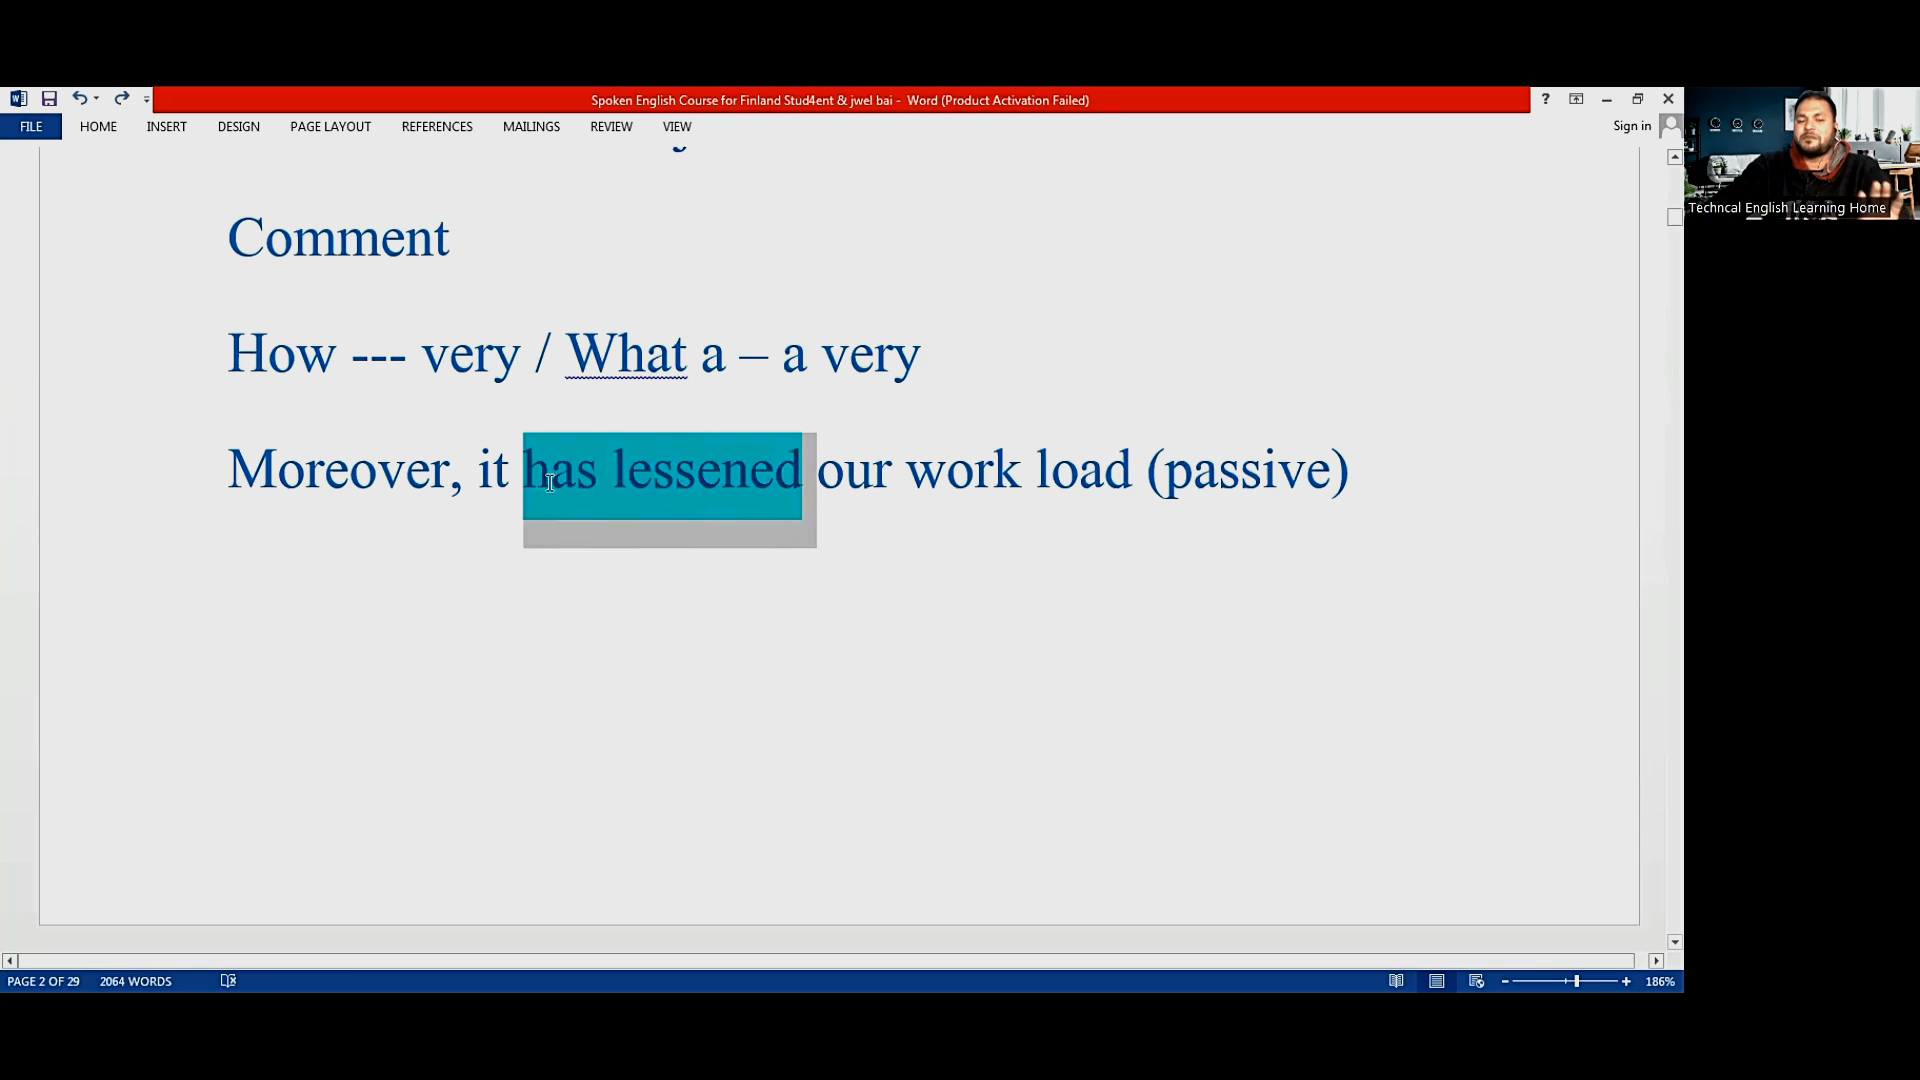 Spoken English Course for Finland Stud4ent & jwel bai - Word (Product Activation Failed)
FILE HOME INSERT DESIGN PAGE LAYOUT REFERENCES MAILINGS REVIEW VIEW Sign in
Techncal English Learning Home
Comment
How --- very / What a – a very
Moreover, it has lessened our work load (passive)
PAGE 2 OF 29 2064 WORDS 186%